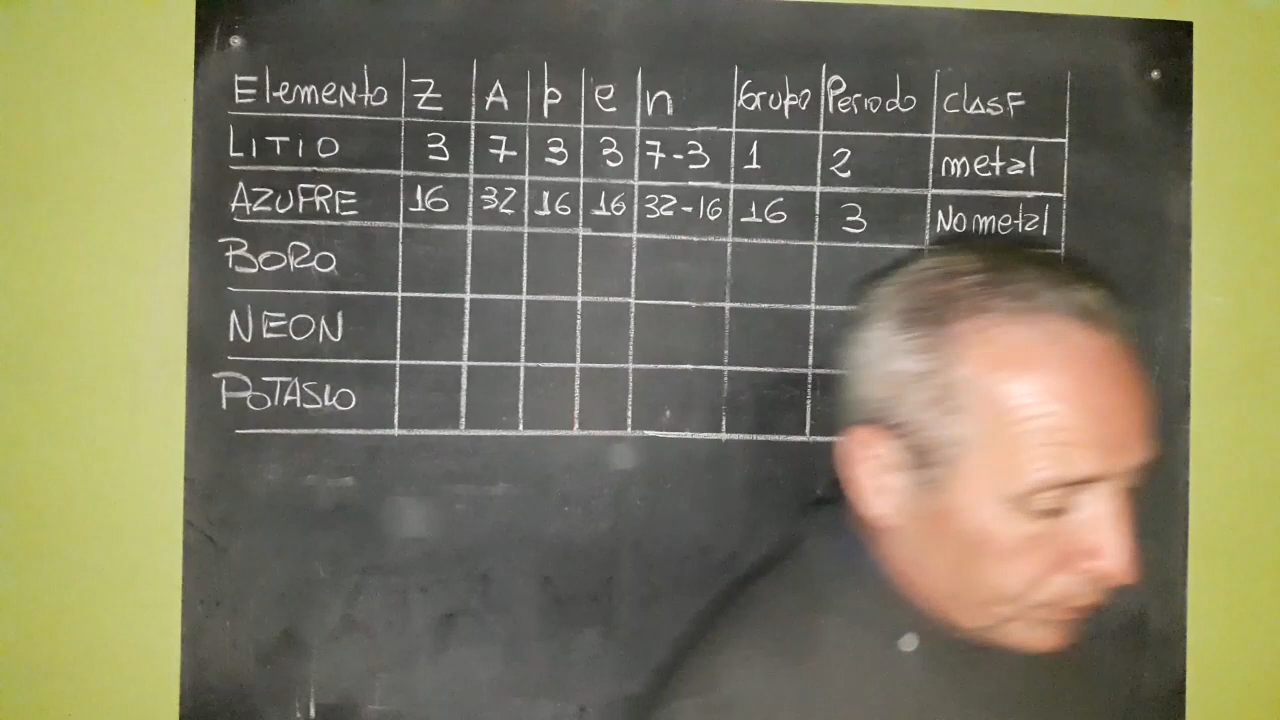 Elemento Z A p e n Grupo Periodo clasF
LITIO 3 7 3 3 7-3 1 2 metal
AZUFRE 16 32 16 16 32-16 16 3 No metal
BORO
NEON
POTASIO